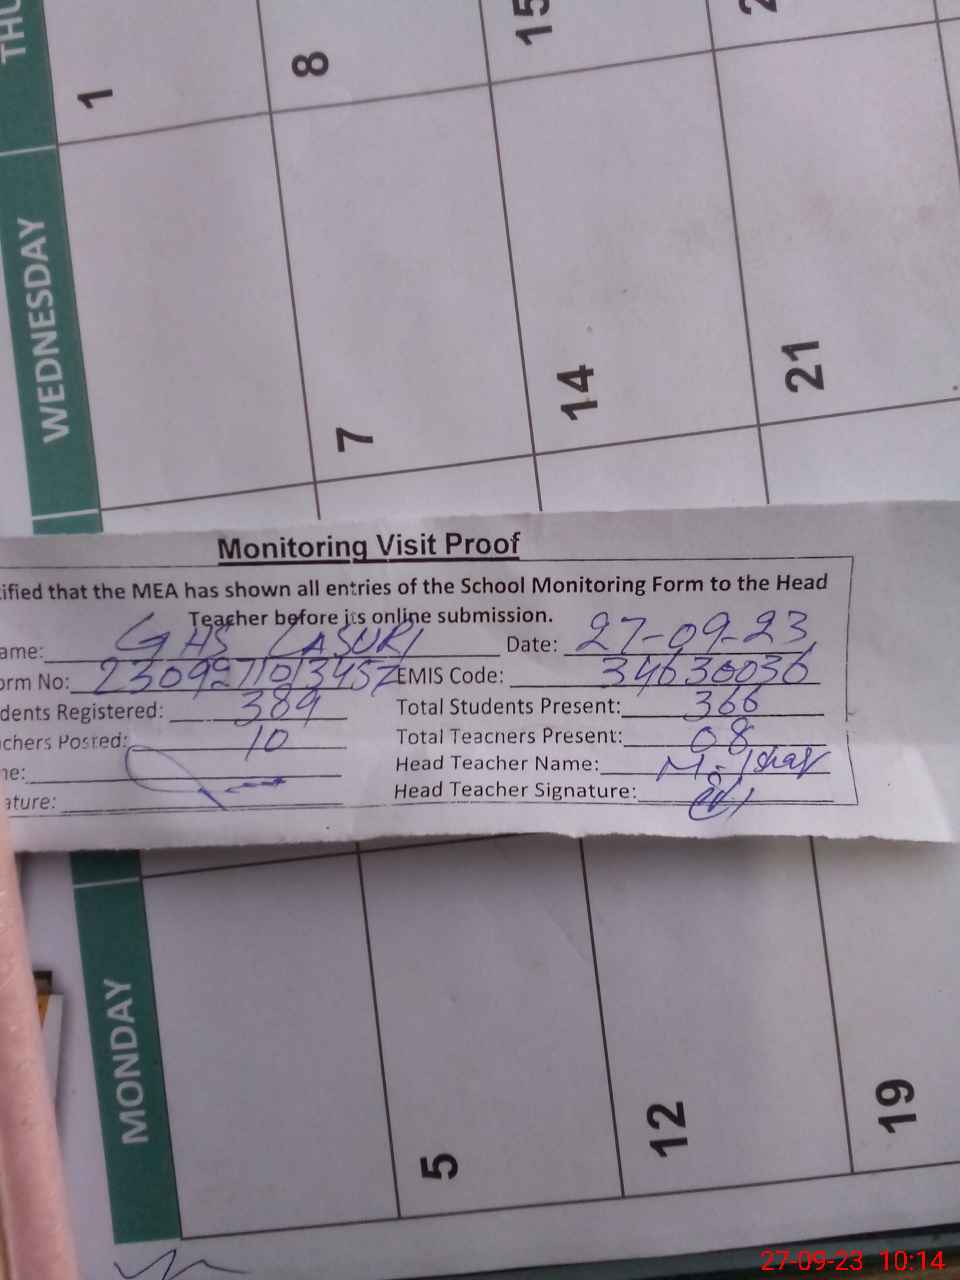 THU
1
8
15
2
WEDNESDAY
7
14
21
Monitoring Visit Proof
ified that the MEA has shown all entries of the School Monitoring Form to the Head
Teacher before its online submission.
ame: GHS LASURI Date: 27-09-23
orm No: EMIS Code: 34630036
dents Registered: 389 Total Students Present: 366
chers Posted: 10 Total Teachers Present: 08
me: Head Teacher Name: M.
ature: Head Teacher Signature:
MONDAY
5
12
19
27-09-23 10:14